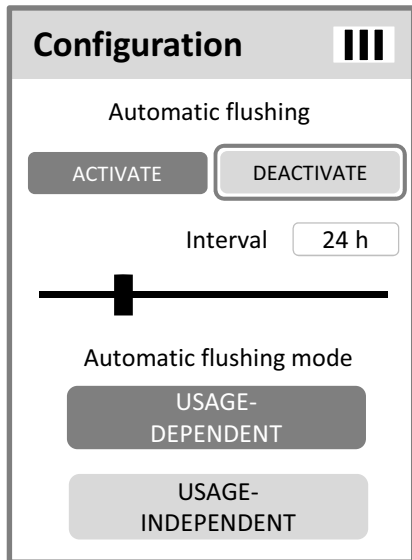 Configuration
Automatic flushing
ACTIVATE DEACTIVATE
Interval 24 h
Automatic flushing mode
USAGE-
DEPENDENT
USAGE-
INDEPENDENT